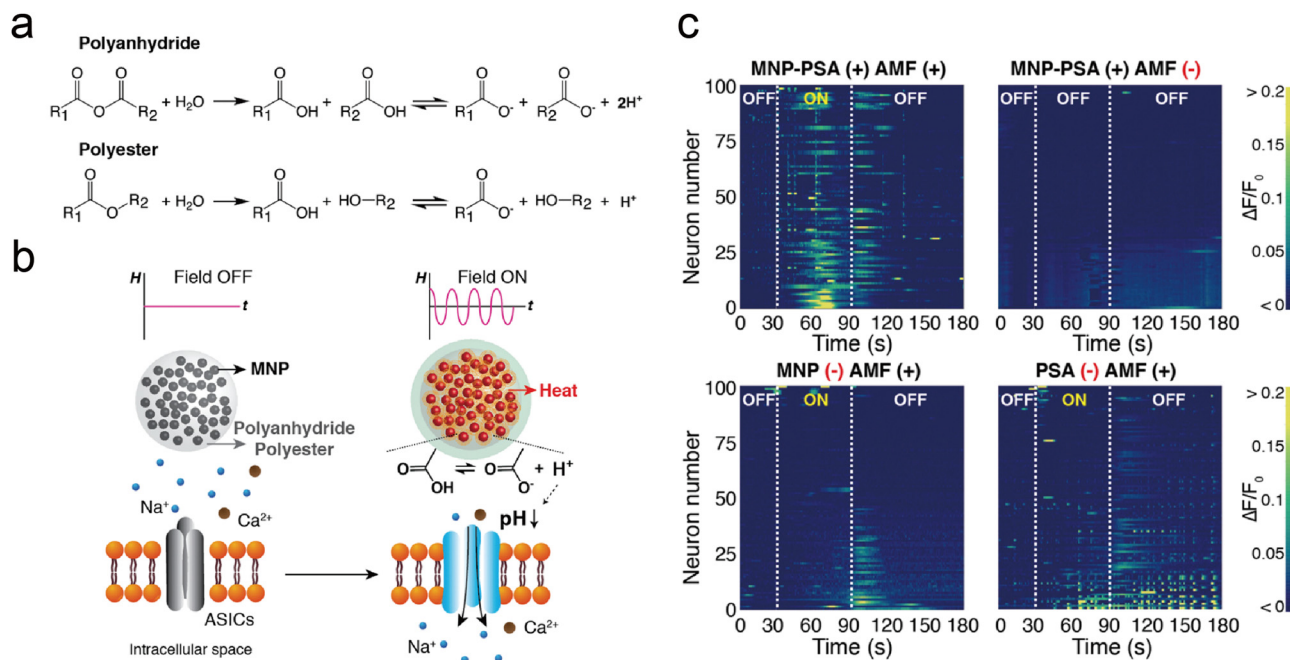 a
Polyanhydride
R1 O O O R2 + H2O R1 O OH + R2 O OH R1 O O- + R2 O O- + 2H+
Polyester
R1 O O R2 + H2O R1 O OH + HO R2 R1 O O- + HO R2 + H+
b
H Field OFF t
H Field ON t
MNP
Heat
Polyanhydride
Polyester
O OH O O- + H+
Na+
Ca2+
pH↓
ASICs
Intracellular space
Na+
Ca2+
c
MNP-PSA (+) AMF (+)
OFF ON OFF
Neuron number
100
75
50
25
0
0 30 60 90 120 150 180
Time (s)
MNP-PSA (+) AMF (-)
OFF OFF OFF
0 30 60 90 120 150 180
Time (s)
> 0.2
0.15
0.1
0.05
< 0
ΔF/F0
MNP (-) AMF (+)
OFF ON OFF
Neuron number
100
75
50
25
0
0 30 60 90 120 150 180
Time (s)
PSA (-) AMF (+)
OFF ON OFF
0 30 60 90 120 150 180
Time (s)
> 0.2
0.15
0.1
0.05
< 0
ΔF/F0